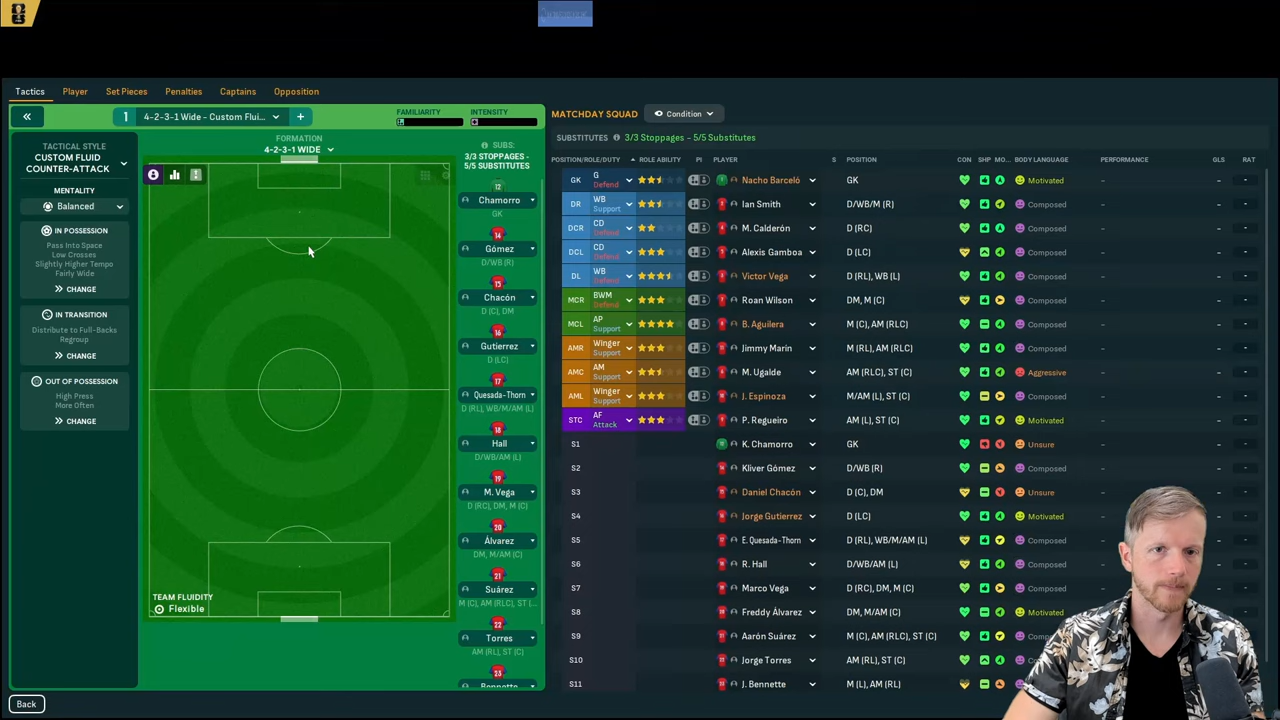 Tactics Player Set Pieces Penalties Captains Opposition
1 4-2-3-1 Wide - Custom Flui...
FAMILIARITY INTENSITY
TACTICAL STYLE
CUSTOM FLUID
COUNTER-ATTACK
MENTALITY
Balanced
IN POSSESSION
Pass Into Space
Low Crosses
Slightly Higher Tempo
Fairly Wide
CHANGE
IN TRANSITION
Distribute to Full-Backs
Regroup
CHANGE
OUT OF POSSESSION
High Press
More Often
CHANGE
FORMATION
4-2-3-1 WIDE
TEAM FLUIDITY
Flexible
SUBS:
3/3 STOPPAGES -
5/5 SUBSTITUTES
12
Chamorro
GK
14
Gómez
D/WB (R)
15
Chacón
D (C), DM
16
Gutierrez
D (LC)
17
Quesada-Thorn
D (RL), WB/M/AM (L)
18
Hall
D/WB/AM (L)
19
M. Vega
D (RC), DM, M (C)
20
Álvarez
DM, M/AM (C)
21
Suárez
M (C), AM (RLC), ST (...
22
Torres
AM (RL), ST (C)
23
Bennette
MATCHDAY SQUAD Condition
SUBSTITUTES 3/3 Stoppages - 5/5 Substitutes
POSITION/ROLE/DUTY ROLE ABILITY PI PLAYER S POSITION CON SHP MO... BODY LANGUAGE PERFORMANCE GLS RAT
GK G Defend Nacho Barceló GK Motivated - - -
DR WB Support Ian Smith D/WB/M (R) Composed - - -
DCR CD Defend M. Calderón D (RC) Composed - - -
DCL CD Defend Alexis Gamboa D (LC) Composed - - -
DL WB Defend Víctor Vega D (RL), WB (L) Composed - - -
MCR BWM Defend Roan Wilson DM, M (C) Composed - - -
MCL AP Support B. Aguilera M (C), AM (RLC) Composed - - -
AMR Winger Support Jimmy Marín M (RL), AM (RLC) Composed - - -
AMC AM Support M. Ugalde AM (RLC), ST (C) Aggressive - - -
AML Winger Support J. Espinoza M/AM (L), ST (C) Composed - - -
STC AF Attack P. Regueiro AM (L), ST (C) Motivated - - -
S1 K. Chamorro GK Unsure - - -
S2 Kliver Gómez D/WB (R) Composed - - -
S3 Daniel Chacón D (C), DM Unsure - - -
S4 Jorge Gutierrez D (LC) Motivated - - -
S5 E. Quesada-Thorn D (RL), WB/M/AM (L) Composed - - -
S6 R. Hall D/WB/AM (L) Composed - - -
S7 Marco Vega D (RC), DM, M (C) Composed - - -
S8 Freddy Álvarez DM, M/AM (C) Motivated - - -
S9 Aarón Suárez M (C), AM (RLC), ST (C) Comp
S10 Jorge Torres AM (RL), ST (C) Comp
S11 J. Bennette M (L), AM (RL) Com
Back